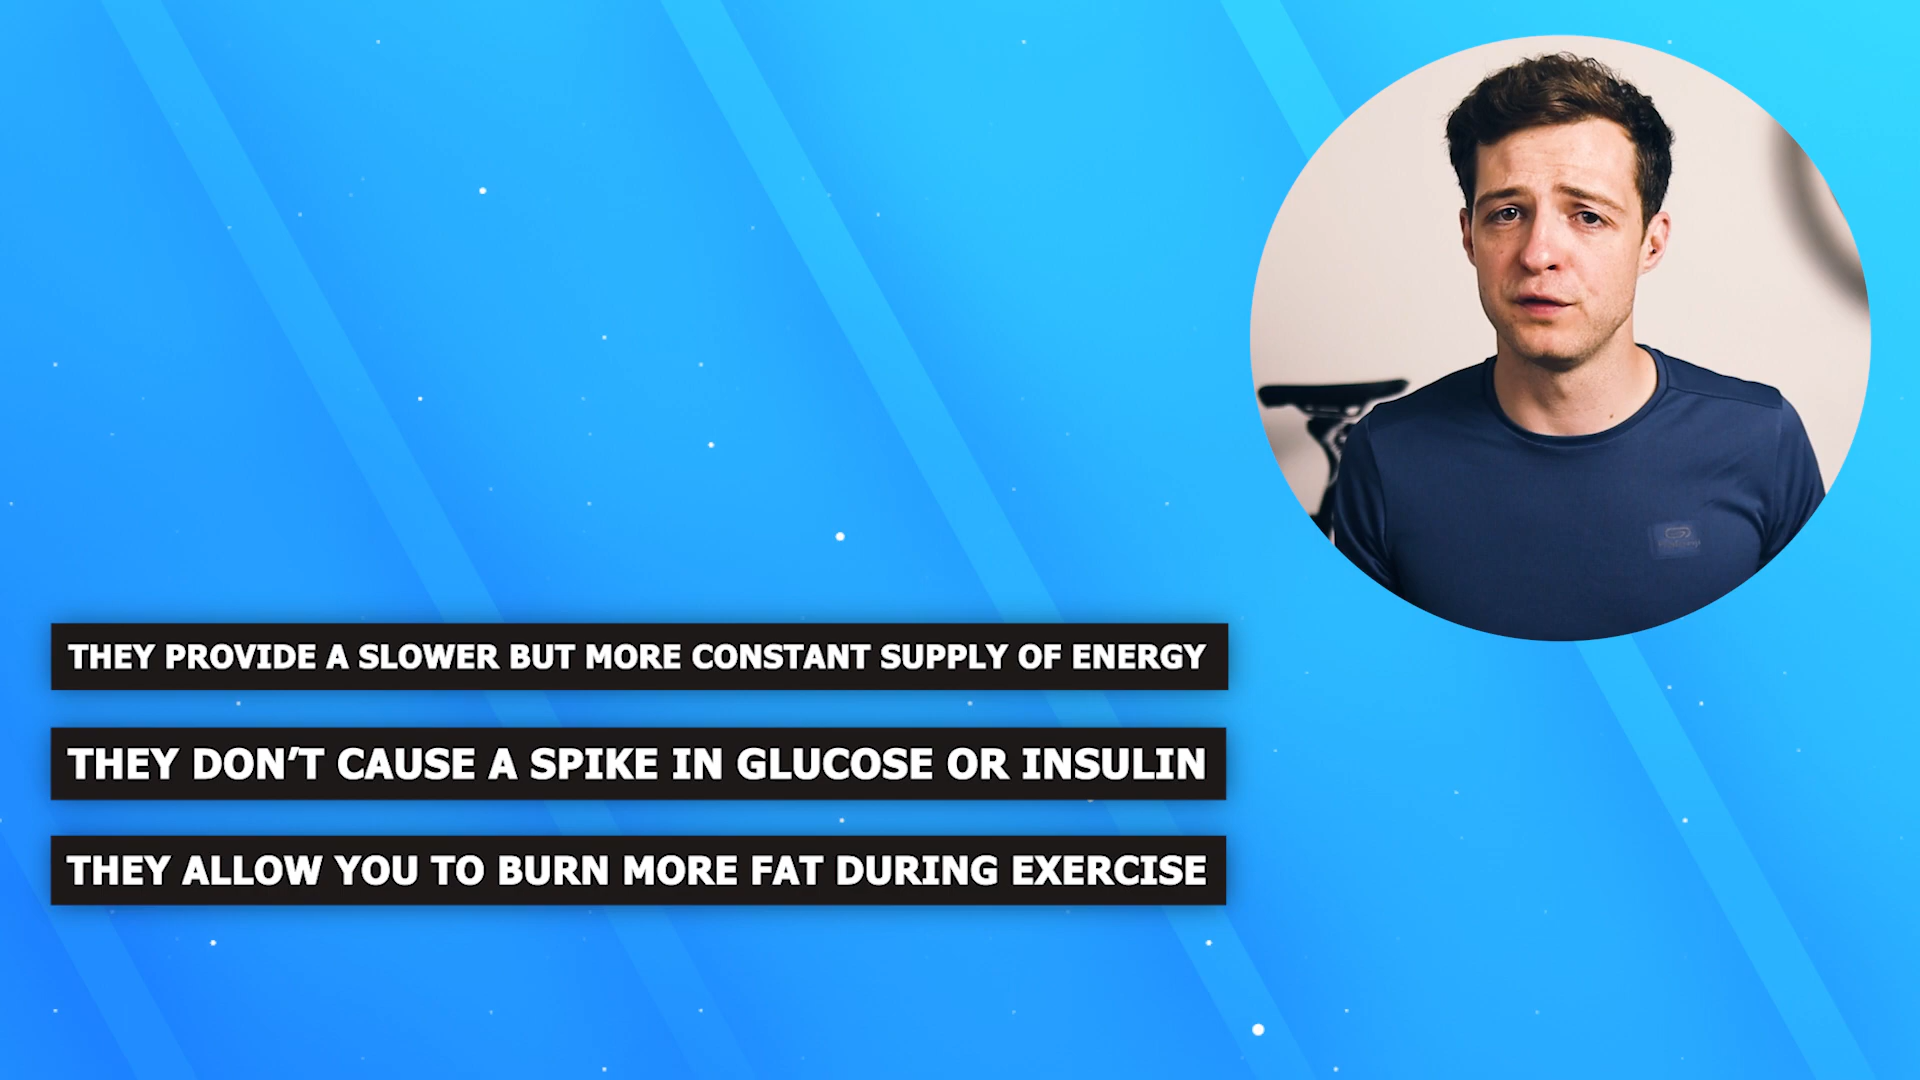 THEY PROVIDE A SLOWER BUT MORE CONSTANT SUPPLY OF ENERGY
THEY DON’T CAUSE A SPIKE IN GLUCOSE OR INSULIN
THEY ALLOW YOU TO BURN MORE FAT DURING EXERCISE